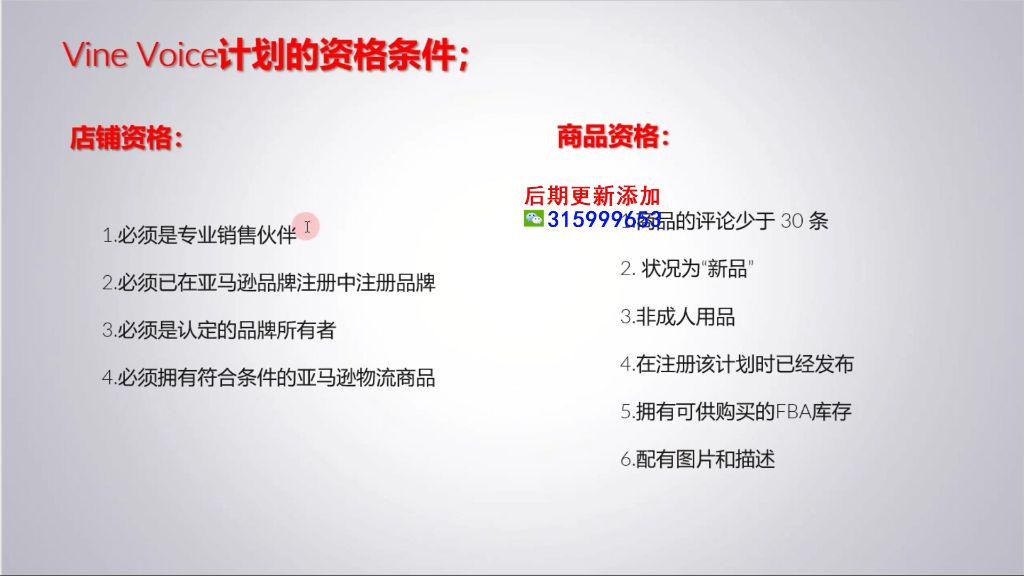 Vine Voice计划的资格条件；
店铺资格：
1.必须是专业销售伙伴
2.必须已在亚马逊品牌注册中注册品牌
3.必须是认定的品牌所有者
4.必须拥有符合条件的亚马逊物流商品
商品资格：
后期更新添加
315999653
1.商品的评论少于 30 条
2. 状况为“新品”
3.非成人用品
4.在注册该计划时已经发布
5.拥有可供购买的FBA库存
6.配有图片和描述